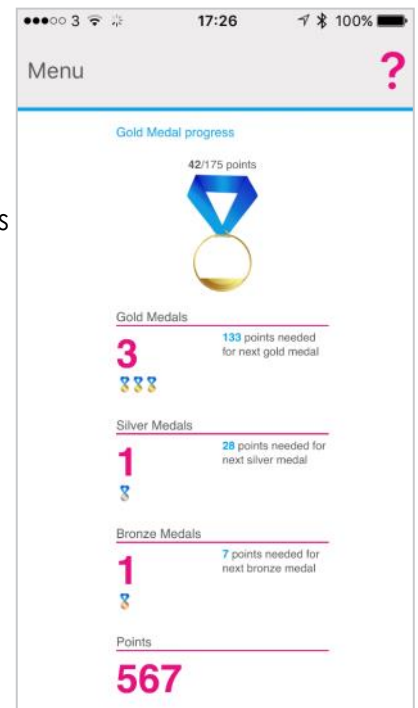 3 17:26 100%
Menu ?
Gold Medal progress
42/175 points
S
Gold Medals
3
133 points needed
for next gold medal
Silver Medals
1
28 points needed for
next silver medal
Bronze Medals
1
7 points needed for
next bronze medal
Points
567